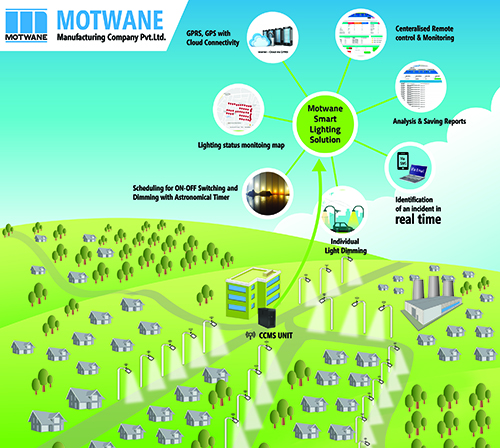 MOTWANE
Manufacturing Company Pvt.Ltd.
MOTWANE
GPRS, GPS with
Cloud Connectivity
Centeralised Remote
control & Monitoring
Motwane
Smart
Lighting
Solution
Analysis & Saving Reports
Lighting status monitoing map
Scheduling for ON-OFF Switching and
Dimming with Astronomical Timer
Identification
of an incident in
real time
Individual
Light Dimming
CCMS UNIT